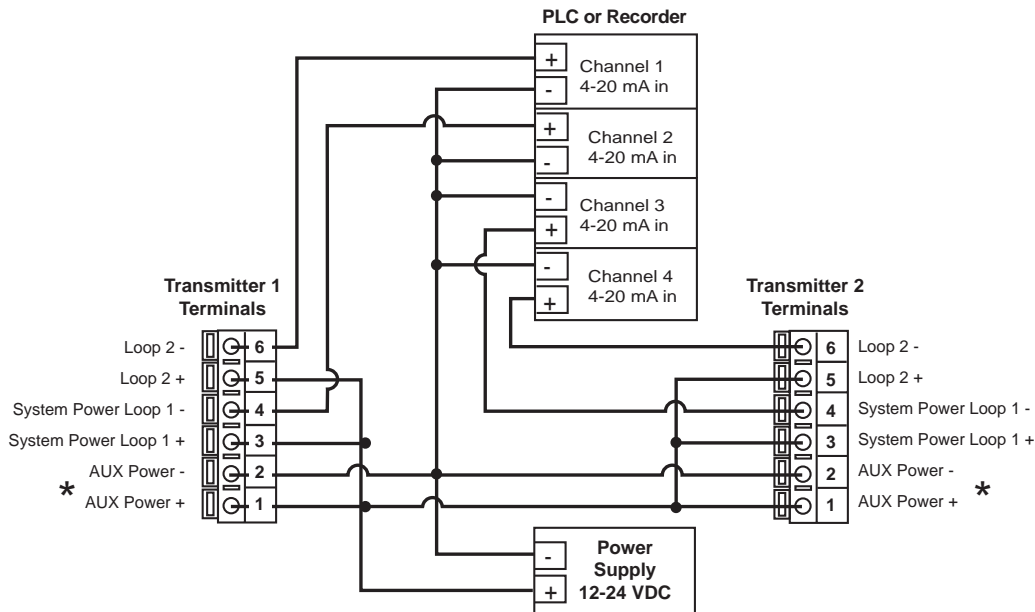 PLC or Recorder
+
Channel 1
4-20 mA in
-
+
Channel 2
4-20 mA in
-
-
Channel 3
4-20 mA in
+
-
Channel 4
4-20 mA in
+
Transmitter 1
Terminals
Loop 2 - 6
Loop 2 + 5
System Power Loop 1 - 4
System Power Loop 1 + 3
AUX Power - 2
*
AUX Power + 1
Transmitter 2
Terminals
6 Loop 2 -
5 Loop 2 +
4 System Power Loop 1 -
3 System Power Loop 1 +
2 AUX Power -
*
1 AUX Power +
-
+
Power
Supply
12-24 VDC